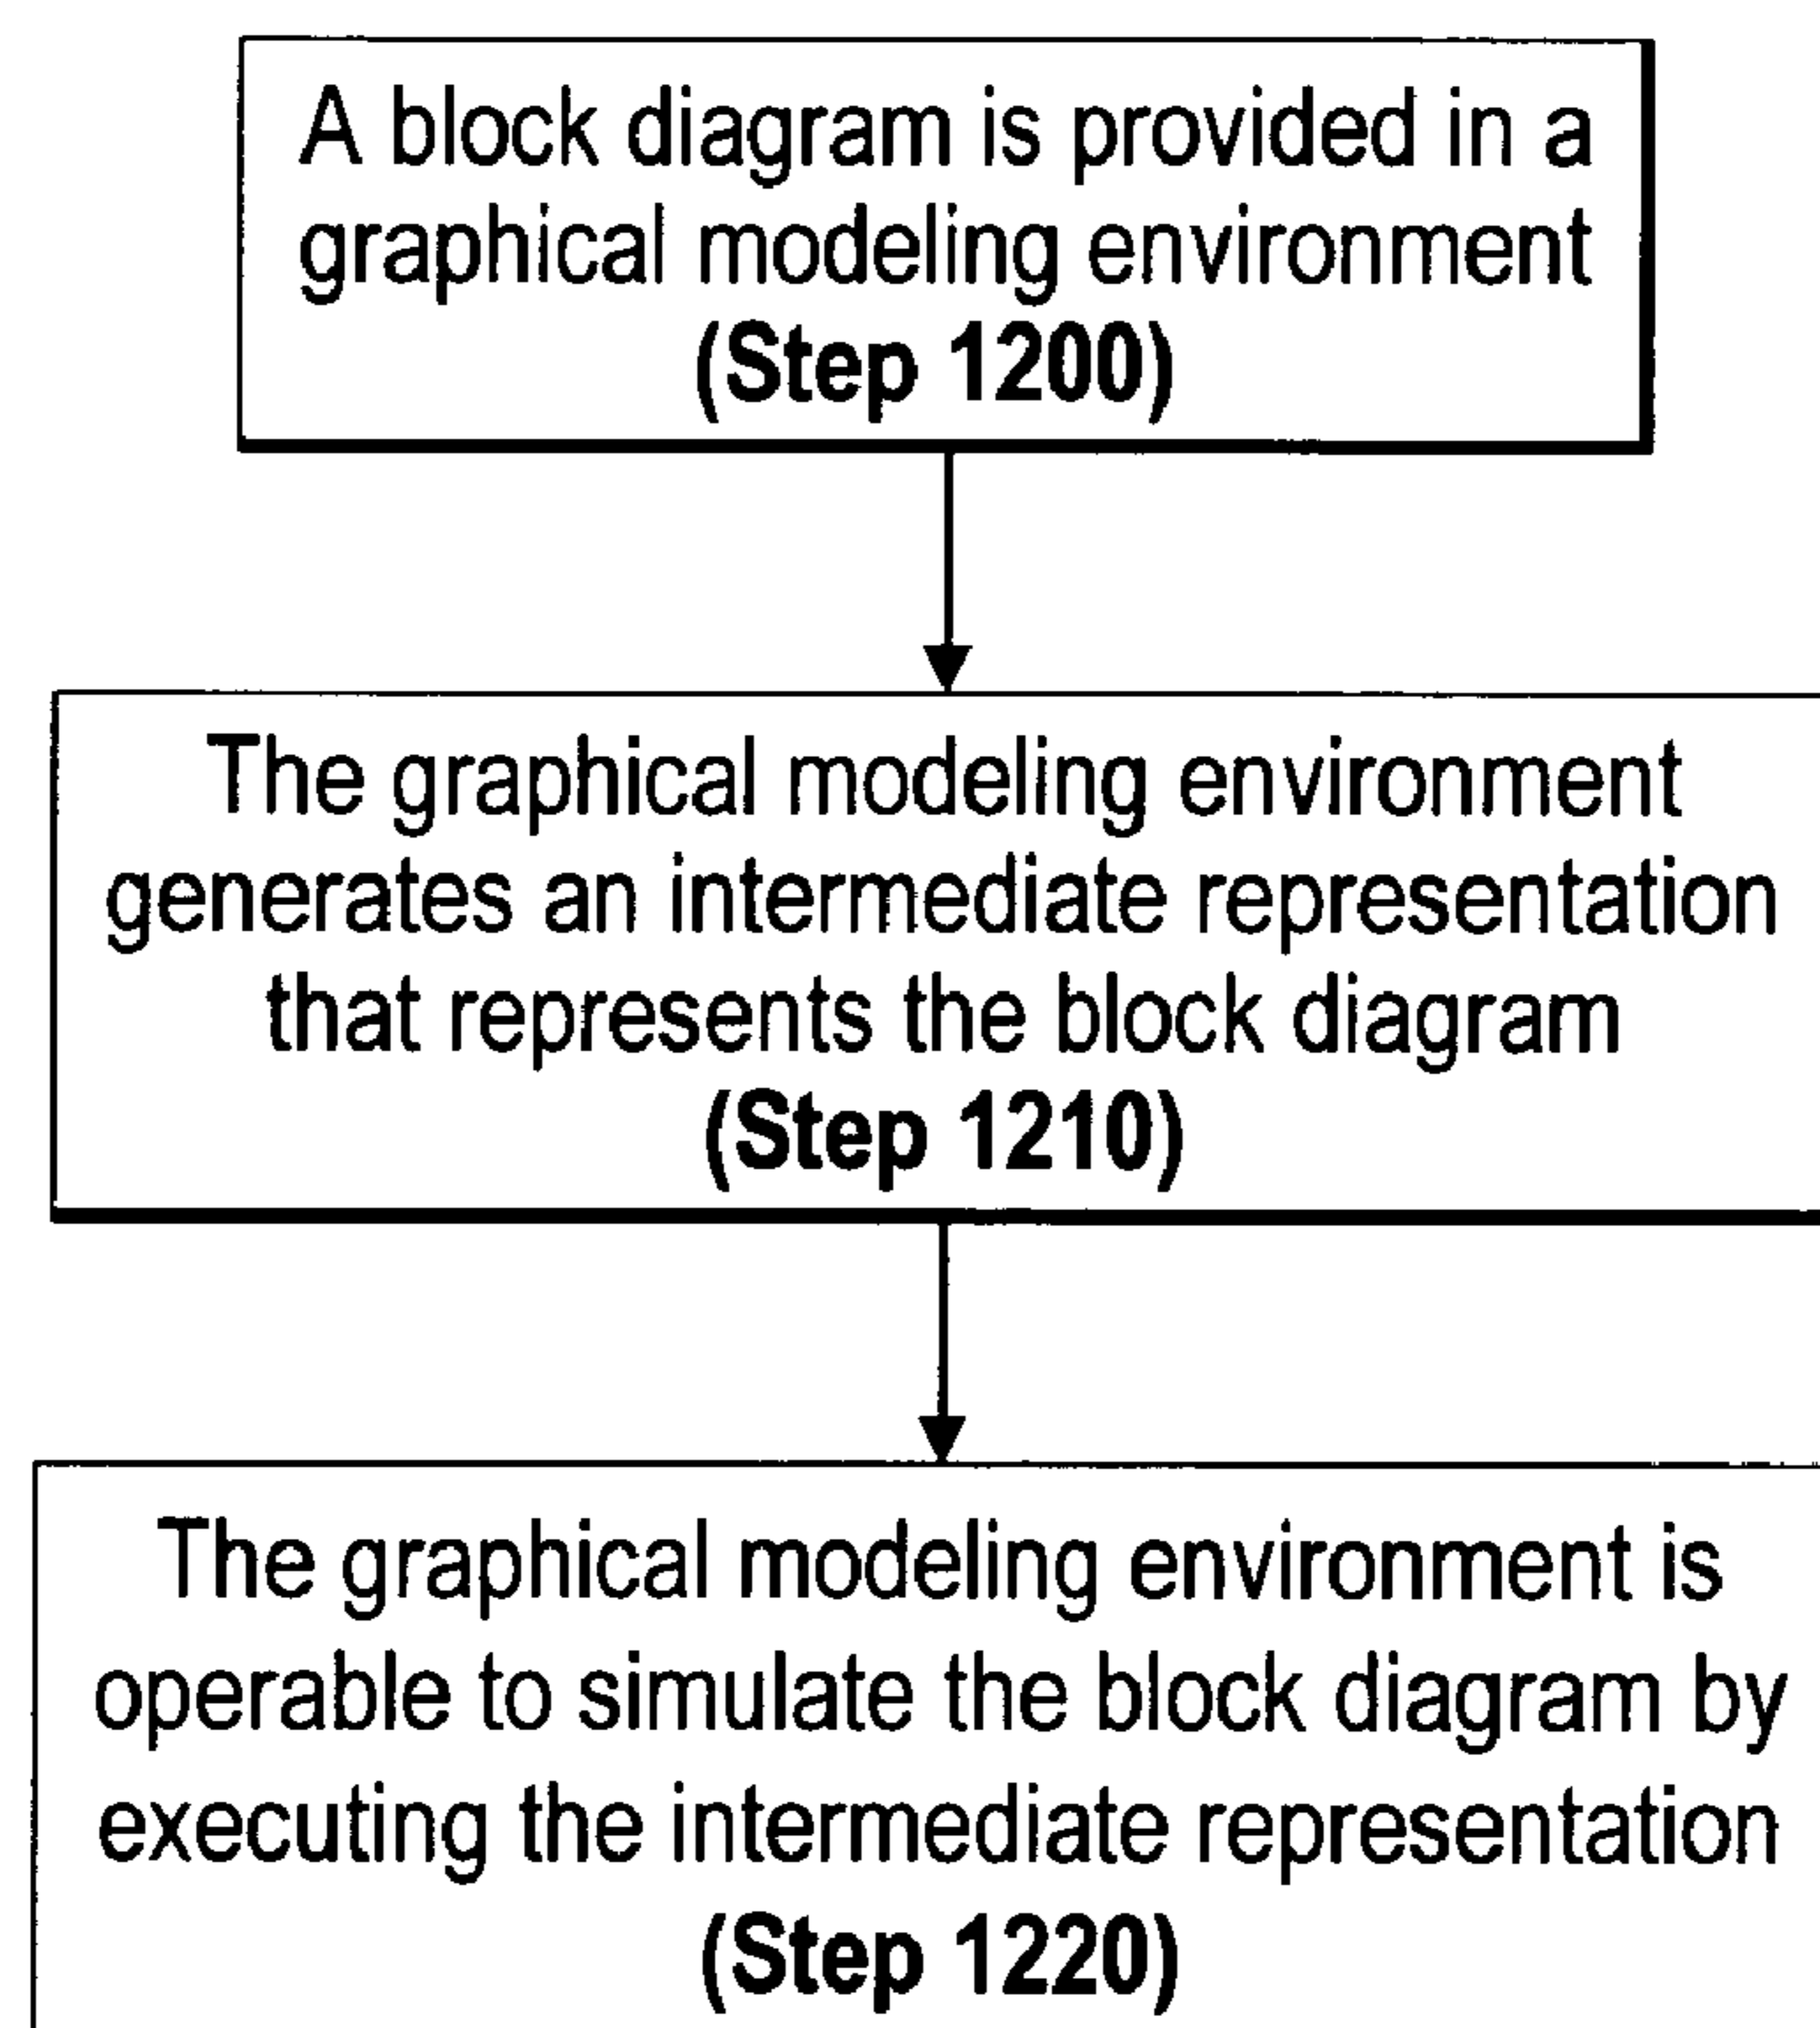 A block diagram is provided in a
graphical modeling environment
(Step 1200)
The graphical modeling environment
generates an intermediate representation
that represents the block diagram
(Step 1210)
The graphical modeling environment is
operable to simulate the block diagram by
executing the intermediate representation
(Step 1220)